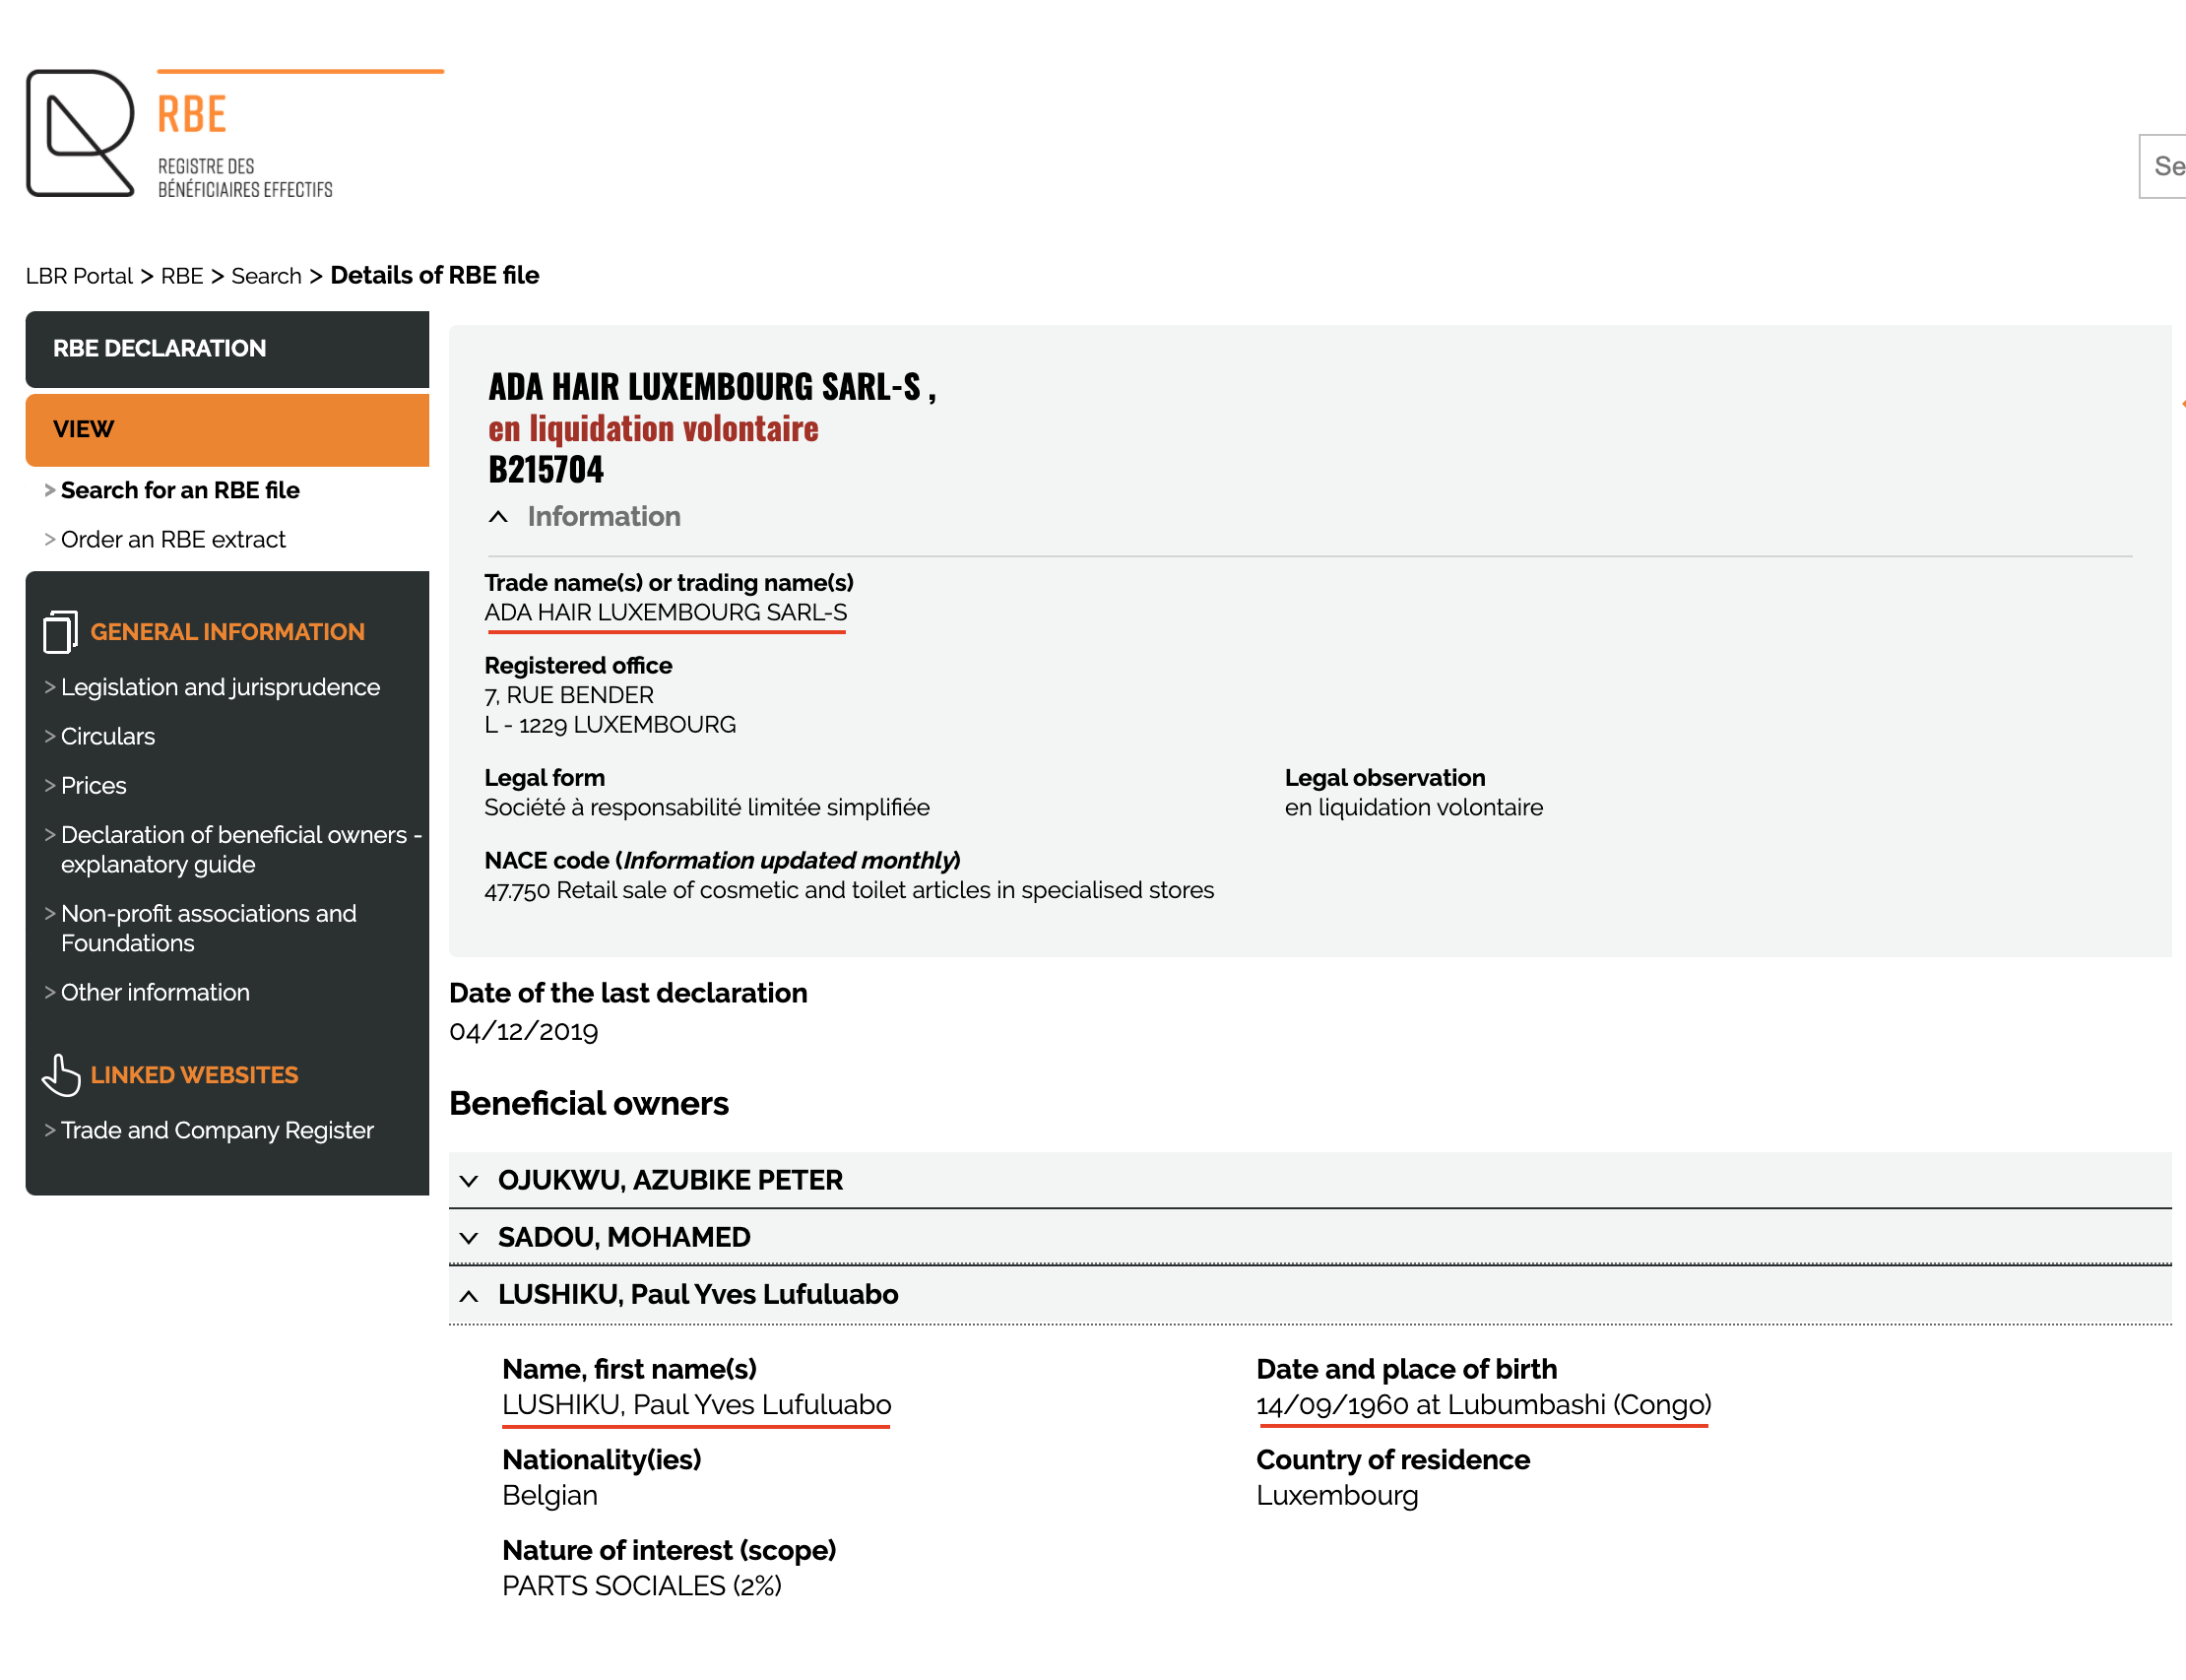 RBE
REGISTRE DES
BÉNÉFICIAIRES EFFECTIFS
Se
LBR Portal > RBE > Search > Details of RBE file
RBE DECLARATION
VIEW
> Search for an RBE file
> Order an RBE extract
GENERAL INFORMATION
> Legislation and jurisprudence
> Circulars
> Prices
> Declaration of beneficial owners -
explanatory guide
> Non-profit associations and
Foundations
> Other information
LINKED WEBSITES
> Trade and Company Register
ADA HAIR LUXEMBOURG SARL-S ,
en liquidation volontaire
B215704
Information
Trade name(s) or trading name(s)
ADA HAIR LUXEMBOURG SARL-S
Registered office
7, RUE BENDER
L - 1229 LUXEMBOURG
Legal form
Société à responsabilité limitée simplifiée
Legal observation
en liquidation volontaire
NACE code (Information updated monthly)
47.750 Retail sale of cosmetic and toilet articles in specialised stores
Date of the last declaration
04/12/2019
Beneficial owners
OJUKWU, AZUBIKE PETER
SADOU, MOHAMED
LUSHIKU, Paul Yves Lufuluabo
Name, first name(s)
LUSHIKU, Paul Yves Lufuluabo
Date and place of birth
14/09/1960 at Lubumbashi (Congo)
Nationality(ies)
Belgian
Country of residence
Luxembourg
Nature of interest (scope)
PARTS SOCIALES (2%)